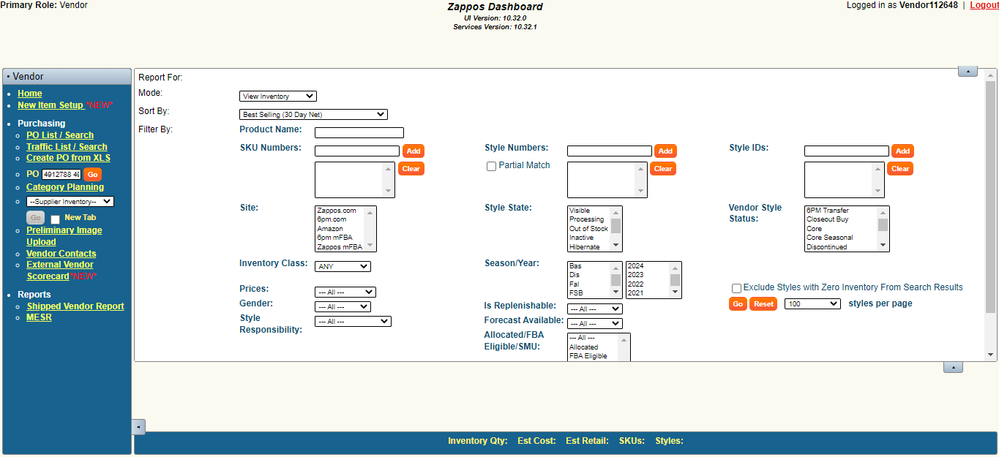 Primary Role: Vendor
Zappos Dashboard
UI Version: 10.32.0
Services Version: 10.32.1
Logged in as Vendor112648 | Logout
• Vendor
Home
New Item Setup *NEW*
Purchasing
PO List / Search
Traffic List / Search
Create PO from XLS
PO 4912788 Go
Category Planning
--Supplier Inventory--
Go New Tab
Preliminary Image
Upload
Vendor Contacts
External Vendor
Scorecard*NEW*
Reports
Shipped Vendor Report
MESR
Report For:
Mode: View Inventory
Sort By: Best Selling (30 Day Net)
Filter By: Product Name:
SKU Numbers: Add
Clear
Style Numbers: Add
Partial Match Clear
Style IDs: Add
Clear
Site:
Zappos.com
6pm.com
Amazon
6pm mFBA
Zappos mFBA
Style State:
Visible
Processing
Out of Stock
Inactive
Hibernate
Vendor Style
Status:
6PM Transfer
Closeout Buy
Core
Core Seasonal
Discontinued
Inventory Class: ANY
Season/Year:
Bas
Dis
Fal
FSB
2024
2023
2022
2021
Exclude Styles with Zero Inventory From Search Results
Go Reset 100 styles per page
Prices: --- All ---
Gender: --- All ---
Style
Responsibility: --- All ---
Is Replenishable: --- All ---
Forecast Available: --- All ---
Allocated/FBA
Eligible/SMU:
--- All ---
Allocated
FBA Eligible
Inventory Qty: Est Cost: Est Retail: SKUs: Styles: